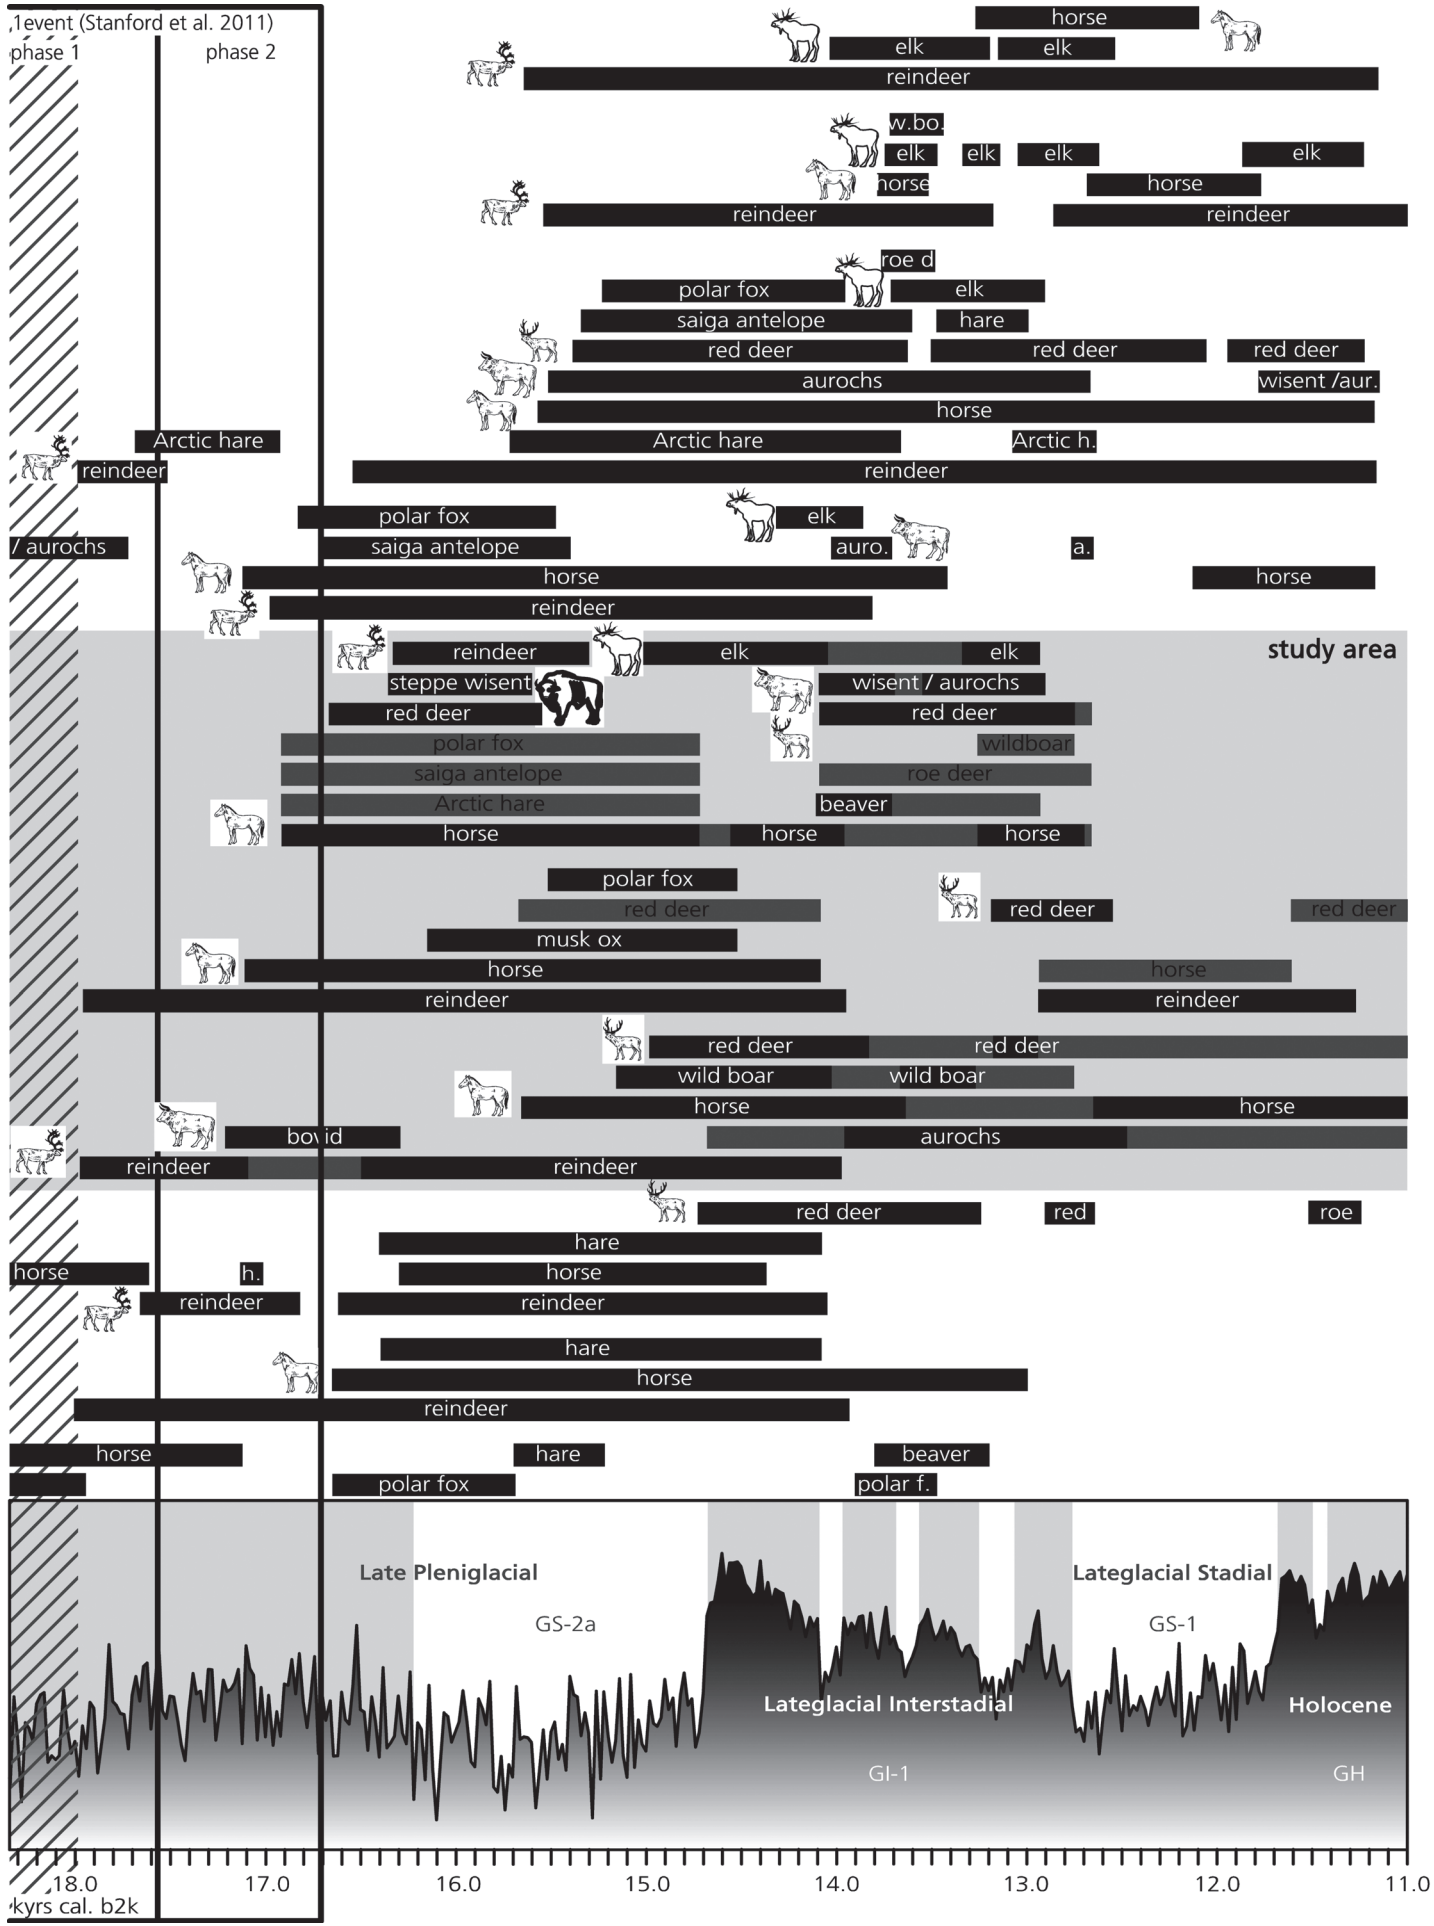 1event (Stanford et al. 2011)
phase 1
phase 2
horse
elk
elk
reindeer
w.bo.
elk
elk
elk
elk
horse
horse
reindeer
reindeer
roe d
polar fox
elk
saiga antelope
hare
red deer
red deer
red deer
aurochs
wisent /aur.
horse
Arctic hare
Arctic hare
Arctic h.
reindeer
reindeer
polar fox
elk
/ aurochs
saiga antelope
auro.
a.
horse
horse
reindeer
study area
reindeer
elk
elk
steppe wisent
wisent / aurochs
red deer
red deer
polar fox
wildboar
saiga antelope
roe deer
Arctic hare
beaver
horse
horse
horse
polar fox
red deer
red deer
red deer
musk ox
horse
horse
reindeer
reindeer
red deer
red deer
wild boar
wild boar
horse
horse
bovid
aurochs
reindeer
reindeer
red deer
red
roe
hare
horse
h.
horse
reindeer
reindeer
hare
horse
reindeer
horse
hare
beaver
polar fox
polar f.
Late Pleniglacial
Lateglacial Stadial
GS-2a
GS-1
Lateglacial Interstadial
Holocene
GI-1
GH
18.0
17.0
16.0
15.0
14.0
13.0
12.0
11.0
kyrs cal. b2k